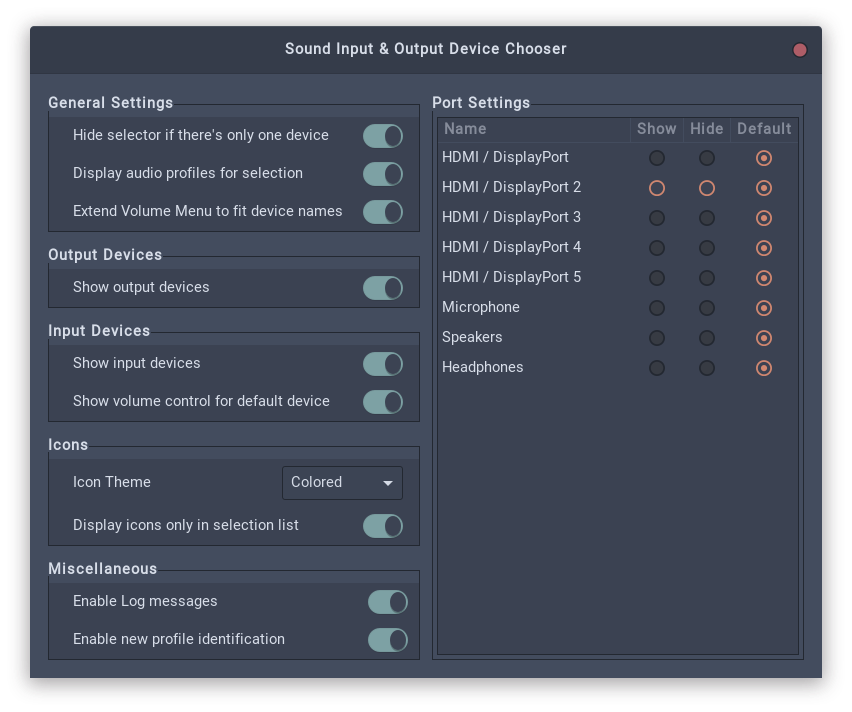 Sound Input & Output Device Chooser
General Settings
Hide selector if there's only one device
Display audio profiles for selection
Extend Volume Menu to fit device names
Output Devices
Show output devices
Input Devices
Show input devices
Show volume control for default device
Icons
Icon Theme Colored
Display icons only in selection list
Miscellaneous
Enable Log messages
Enable new profile identification
Port Settings
Name Show Hide Default
HDMI / DisplayPort
HDMI / DisplayPort 2
HDMI / DisplayPort 3
HDMI / DisplayPort 4
HDMI / DisplayPort 5
Microphone
Speakers
Headphones